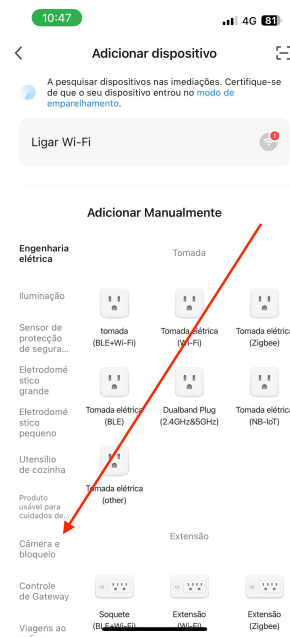 10:47
4G 81
Adicionar dispositivo
A pesquisar dispositivos nas imediações. Certifique-se
de que o seu dispositivo entrou no modo de
emparelhamento.
Ligar Wi-Fi
Adicionar Manualmente
Engenharia
elétrica
Tomada
Iluminação
Sensor de
protecção
de segura...
Eletrodomé
stico
grande
Eletrodomé
stico
pequeno
Utensílio
de cozinha
Produto
usável para
cuidados de...
Câmera e
bloqueio
Controle
de Gateway
Viagens ao
tomada
(BLE+Wi-Fi)
Tomada elétrica
(Wi-Fi)
Tomada elétrica
(Zigbee)
Tomada elétrica
(BLE)
Dualband Plug
(2.4GHz&5GHz)
Tomada elétrica
(NB-IoT)
Tomada elétrica
(other)
Extensão
Soquete
(BLE+Wi-Fi)
Extensão
(Wi-Fi)
Extensão
(Zigbee)